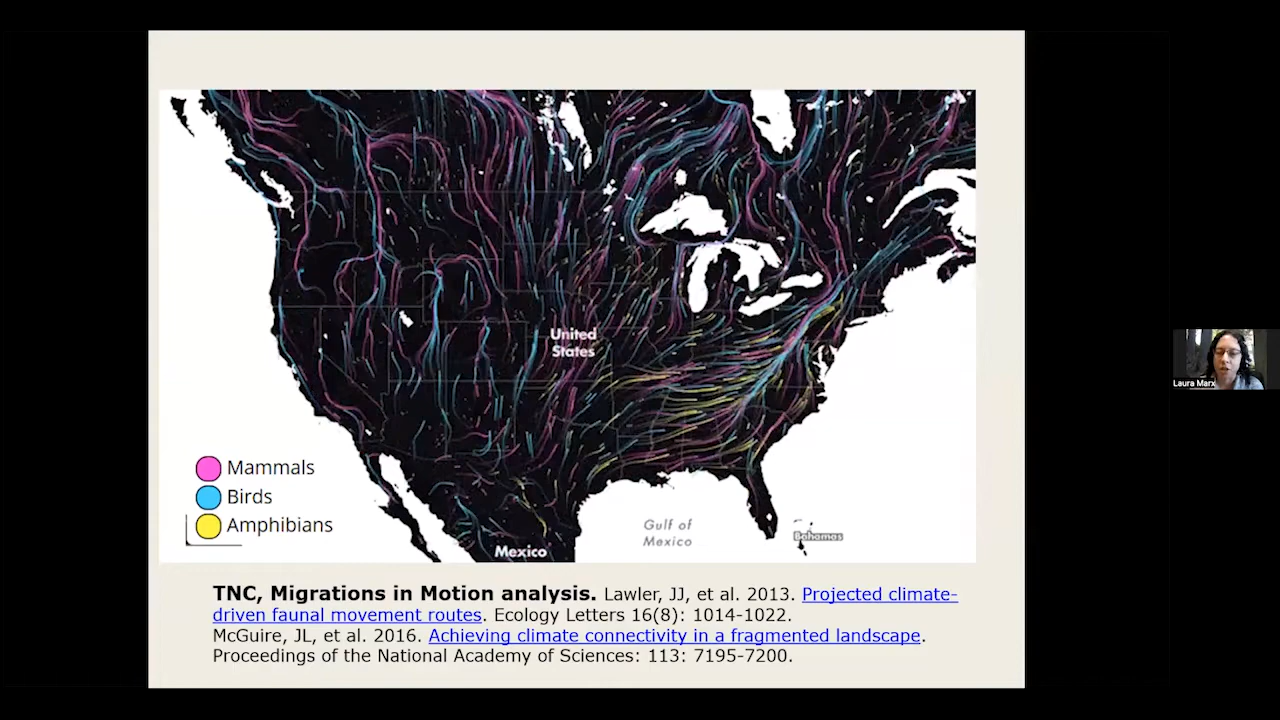 United
States
Laura Marx
Mammals
Birds
Amphibians
Gulf of
Mexico
Bahamas
Mexico
TNC, Migrations in Motion analysis. Lawler, JJ, et al. 2013. Projected climate-
driven faunal movement routes. Ecology Letters 16(8): 1014-1022.
McGuire, JL, et al. 2016. Achieving climate connectivity in a fragmented landscape.
Proceedings of the National Academy of Sciences: 113: 7195-7200.